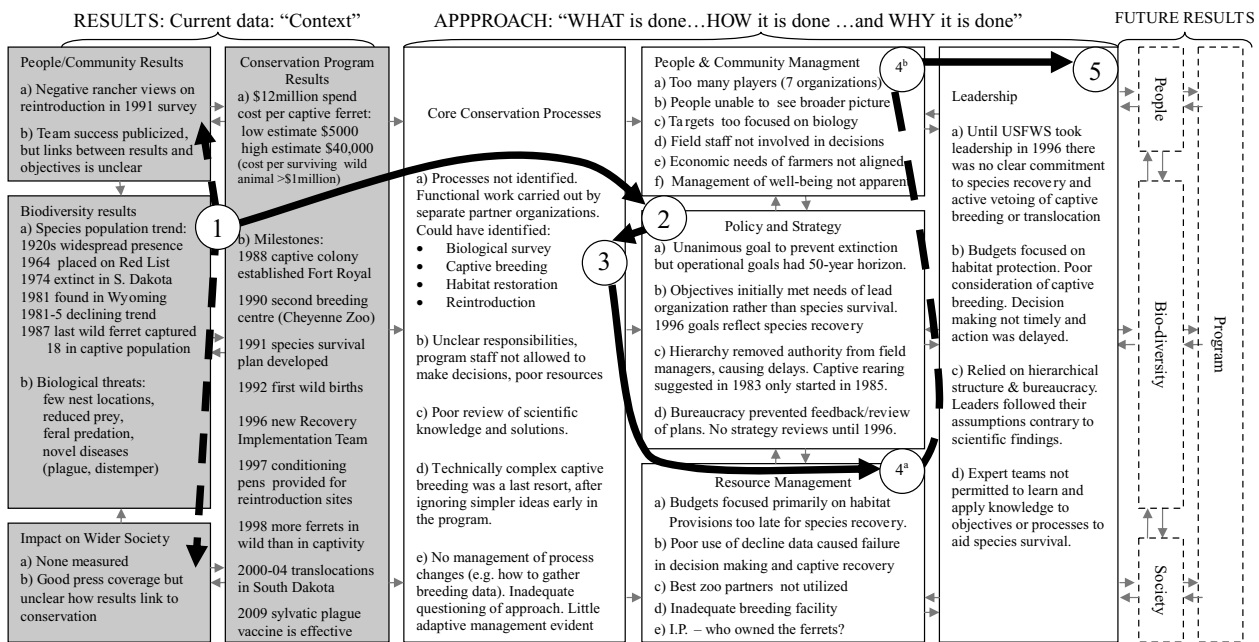 RESULTS: Current data: “Context”
APPPROACH: “WHAT is done…HOW it is done …and WHY it is done”
FUTURE RESULTS
People/Community Results
a) Negative rancher views on
reintroduction in 1991 survey
b) Team success publicized,
but links between results and
objectives is unclear
Biodiversity results
a) Species population trend:
1920s widespread presence
1964 placed on Red List
1974 extinct in S. Dakota
1981 found in Wyoming
1981-5 declining trend
1987 last wild ferret captured
18 in captive population
b) Biological threats:
few nest locations,
reduced prey,
feral predation,
novel diseases
(plague, distemper)
Impact on Wider Society
a) None measured
b) Good press coverage but
unclear how results link to
conservation
Conservation Program
Results
a) $12million spend
cost per captive ferret:
low estimate $5000
high estimate $40,000
(cost per surviving wild
animal >$1million)
b) Milestones:
1988 captive colony
established Fort Royal
1990 second breeding
centre (Cheyenne Zoo)
1991 species survival
plan developed
1992 first wild births
1996 new Recovery
Implementation Team
1997 conditioning
pens provided for
reintroduction sites
1998 more ferrets in
wild than in captivity
2000-04 translocations
in South Dakota
2009 sylvatic plague
vaccine is effective
1
Core Conservation Processes
a) Processes not identified.
Functional work carried out by
separate partner organizations.
Could have identified:
• Biological survey
• Captive breeding
• Habitat restoration
• Reintroduction
b) Unclear responsibilities,
program staff not allowed to
make decisions, poor resources
c) Poor review of scientific
knowledge and solutions.
d) Technically complex captive
breeding was a last resort, after
ignoring simpler ideas early in
the program.
e) No management of process
changes (e.g. how to gather
breeding data). Inadequate
questioning of approach. Little
adaptive management evident
3
2
People & Community Managment
a) Too many players (7 organizations)
b) People unable to see broader picture
c) Targets too focused on biology
d) Field staff not involved in decisions
e) Economic needs of farmers not aligned
f) Management of well-being not apparent
4b
Policy and Strategy
a) Unanimous goal to prevent extinction
but operational goals had 50-year horizon.
b) Objectives initially met needs of lead
organization rather than species survival.
1996 goals reflect species recovery
c) Hierarchy removed authority from field
managers, causing delays. Captive rearing
suggested in 1983 only started in 1985.
d) Bureaucracy prevented feedback/review
of plans. No strategy reviews until 1996.
4a
Resource Management
a) Budgets focused primarily on habitat
Provisions too late for species recovery.
b) Poor use of decline data caused failure
in decision making and captive recovery
c) Best zoo partners not utilized
d) Inadequate breeding facility
e) I.P. – who owned the ferrets?
5
Leadership
a) Until USFWS took
leadership in 1996 there
was no clear commitment
to species recovery and
active vetoing of captive
breeding or translocation
b) Budgets focused on
habitat protection. Poor
consideration of captive
breeding. Decision
making not timely and
action was delayed.
c) Relied on hierarchical
structure & bureaucracy.
Leaders followed their
assumptions contrary to
scientific findings.
d) Expert teams not
permitted to learn and
apply knowledge to
objectives or processes to
aid species survival.
People
Bio-diversity
Society
Program